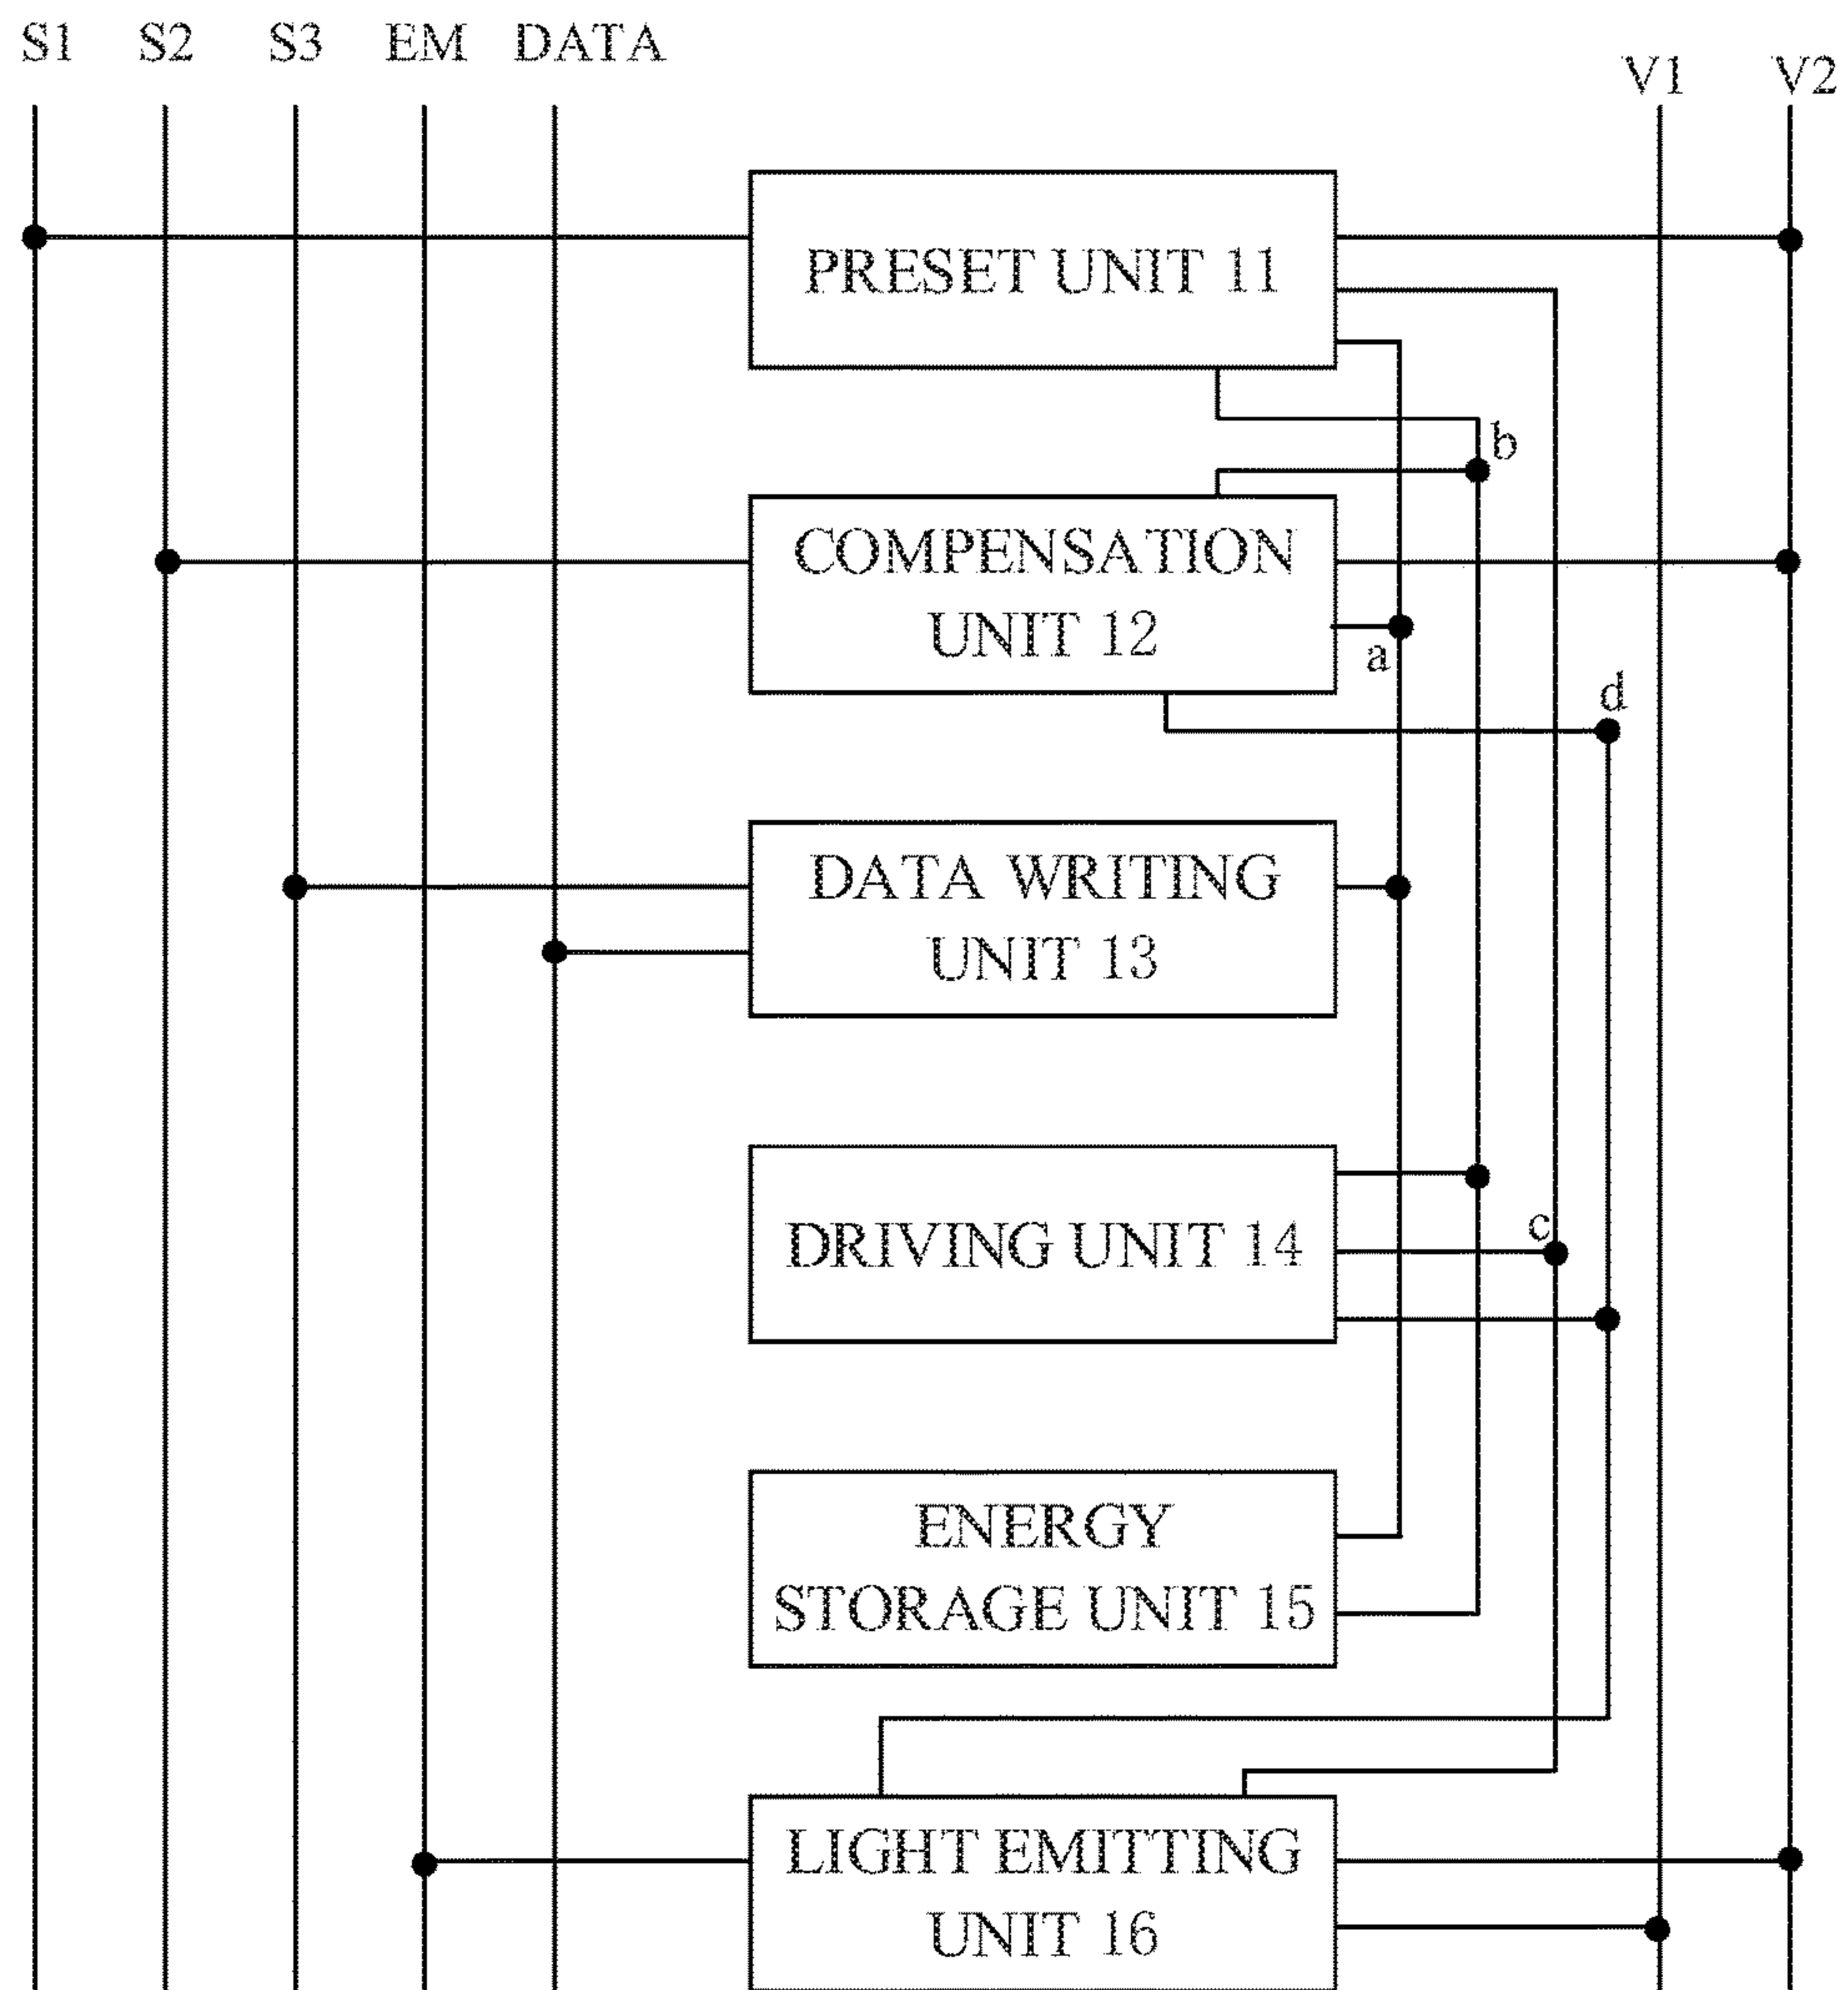 S1 S2 S3 EM DATA
V1 V2
PRESET UNIT 11
b
COMPENSATION
UNIT 12
a
d
DATA WRITING
UNIT 13
c
DRIVING UNIT 14
ENERGY
STORAGE UNIT 15
LIGHT EMITTING
UNIT 16